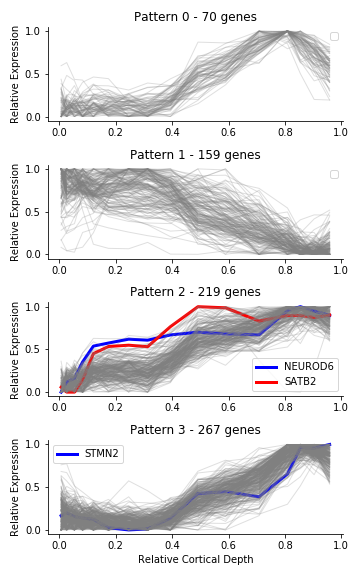 Pattern 0 - 70 genes
Relative Expression
1.0
0.5
0.0
0.0 0.2 0.4 0.6 0.8 1.0
Pattern 1 - 159 genes
Relative Expression
1.0
0.5
0.0
0.0 0.2 0.4 0.6 0.8 1.0
Pattern 2 - 219 genes
Relative Expression
1.0
0.5
0.0
NEUROD6
SATB2
0.0 0.2 0.4 0.6 0.8 1.0
Pattern 3 - 267 genes
Relative Expression
1.0
0.5
0.0
STMN2
0.0 0.2 0.4 0.6 0.8 1.0
Relative Cortical Depth